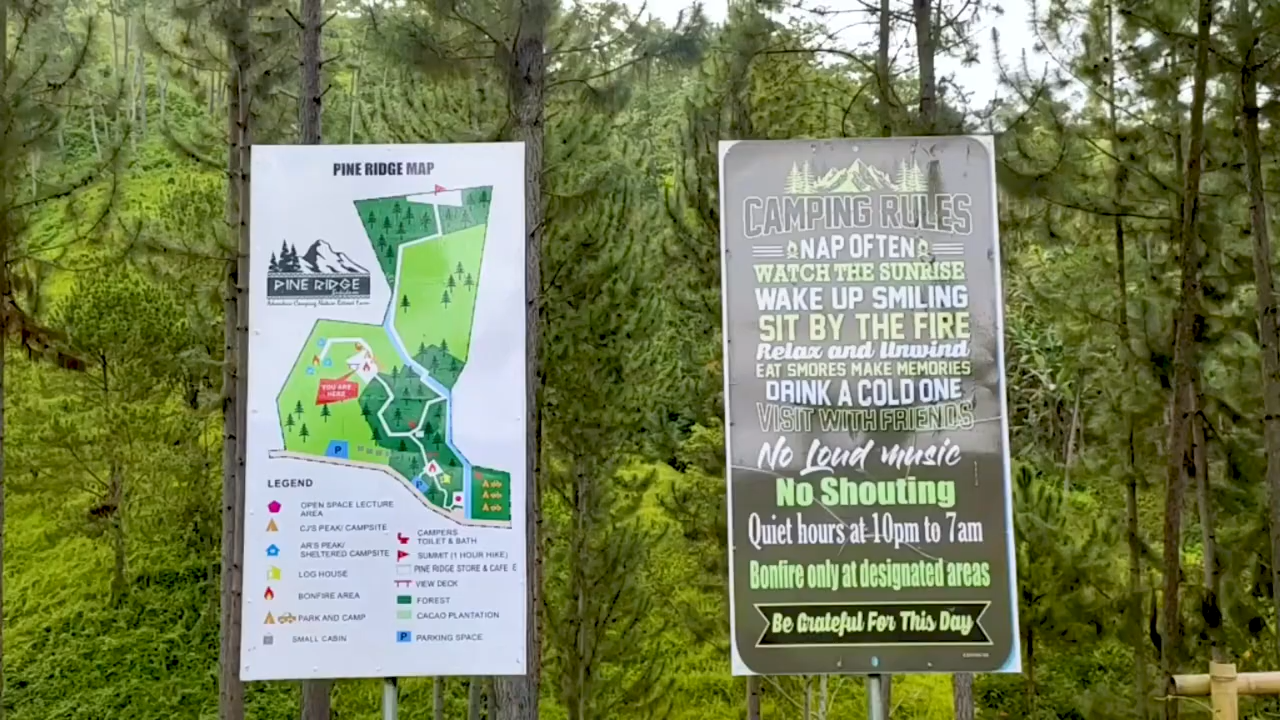 PINE RIDGE MAP
PINE RIDGE
YOU ARE
HERE
P
P
LEGEND
OPEN SPACE LECTURE
AREA
CJ'S PEAK/ CAMPSITE
AR'S PEAK/
SHELTERED CAMPSITE
LOG HOUSE
BONFIRE AREA
PARK AND CAMP
SMALL CABIN
CAMPERS
TOILET & BATH
SUMMIT (1 HOUR HIKE)
PINE RIDGE STORE & CAFE
VIEW DECK
FOREST
CACAO PLANTATION
P PARKING SPACE
CAMPING RULES
NAP OFTEN
WATCH THE SUNRISE
WAKE UP SMILING
SIT BY THE FIRE
Relax and Unwind
EAT SMORES MAKE MEMORIES
DRINK A COLD ONE
VISIT WITH FRIENDS
No Loud music
No Shouting
Quiet hours at 10pm to 7am
Bonfire only at designated areas
Be Grateful For This Day